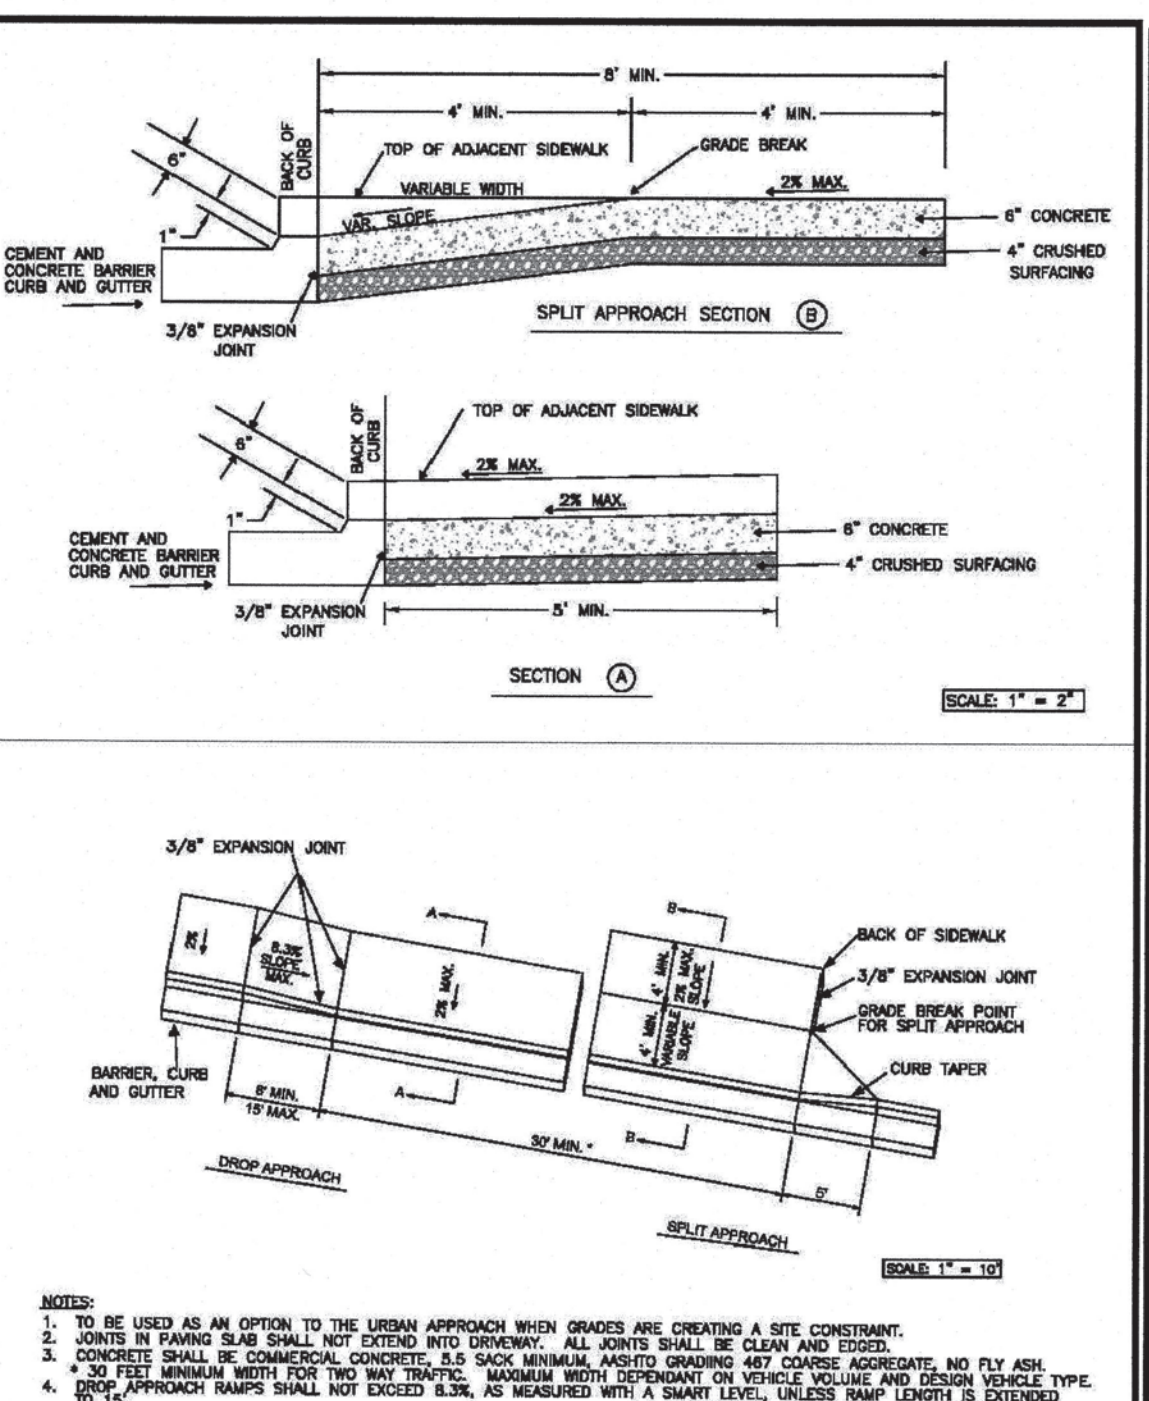 8' MIN.
4' MIN.
4' MIN.
BACK OF
CURB
TOP OF ADJACENT SIDEWALK
GRADE BREAK
6"
VARIABLE WIDTH
2% MAX.
VAR. SLOPE
1"
6" CONCRETE
CEMENT AND
CONCRETE BARRIER
CURB AND GUTTER
4" CRUSHED
SURFACING
3/8" EXPANSION
JOINT
SPLIT APPROACH SECTION B
BACK OF
CURB
TOP OF ADJACENT SIDEWALK
6"
2% MAX.
2% MAX.
1"
6" CONCRETE
CEMENT AND
CONCRETE BARRIER
CURB AND GUTTER
4" CRUSHED SURFACING
3/8" EXPANSION
JOINT
5' MIN.
SECTION A
SCALE: 1" = 2"
3/8" EXPANSION JOINT
A
B
BACK OF SIDEWALK
2%
8.3%
SLOPE
MAX.
2% MAX.
4' MIN.
2% MAX.
SLOPE
3/8" EXPANSION JOINT
GRADE BREAK POINT
FOR SPLIT APPROACH
4' MIN.
VARIABLE
SLOPE
CURB TAPER
BARRIER, CURB
AND GUTTER
A
8' MIN.
15' MAX.
30' MIN. *
B
DROP APPROACH
SPLIT APPROACH
SCALE: 1" = 10'
NOTES:
1. TO BE USED AS AN OPTION TO THE URBAN APPROACH WHEN GRADES ARE CREATING A SITE CONSTRAINT.
2. JOINTS IN PAVING SLAB SHALL NOT EXTEND INTO DRIVEWAY. ALL JOINTS SHALL BE CLEAN AND EDGED.
3. CONCRETE SHALL BE COMMERCIAL CONCRETE, 5.5 SACK MINIMUM, AASHTO GRADIING 467 COARSE AGGREGATE, NO FLY ASH.
* 30 FEET MINIMUM WIDTH FOR TWO WAY TRAFFIC. MAXIMUM WIDTH DEPENDANT ON VEHICLE VOLUME AND DESIGN VEHICLE TYPE.
4. DROP APPROACH RAMPS SHALL NOT EXCEED 8.3%, AS MEASURED WITH A SMART LEVEL, UNLESS RAMP LENGTH IS EXTENDED
TO 15'